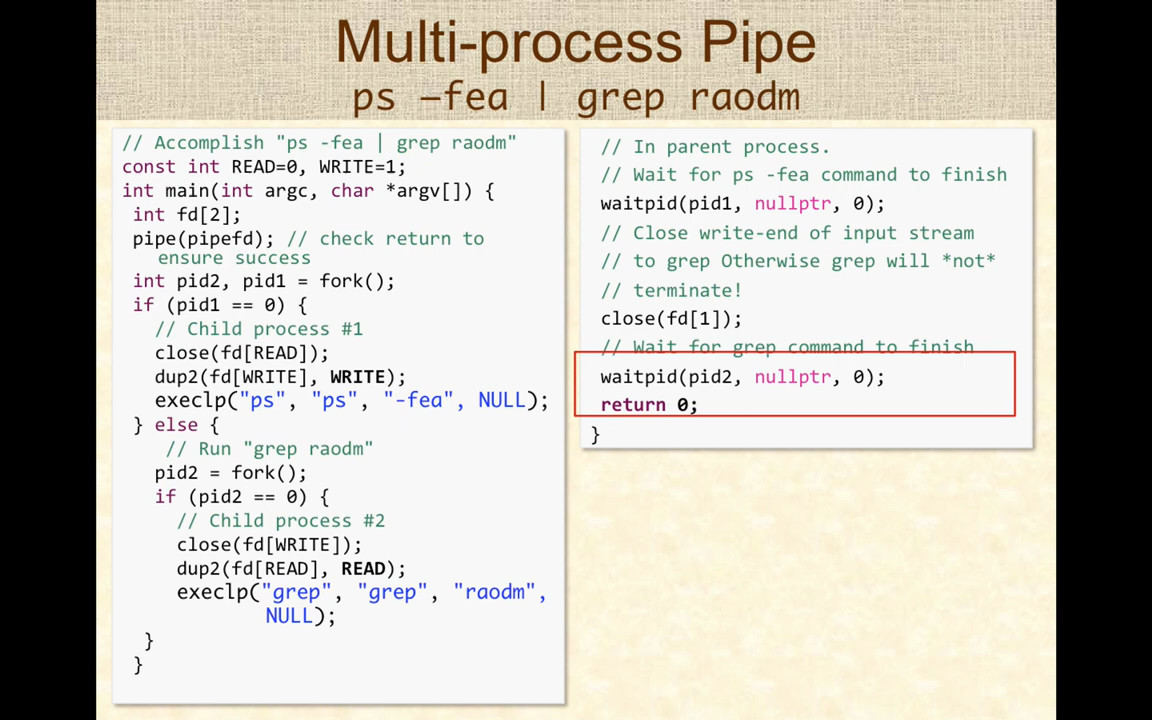 Multi-process Pipe
ps –fea | grep raodm
// Accomplish "ps -fea | grep raodm"
const int READ=0, WRITE=1;
int main(int argc, char *argv[]) {
int fd[2];
pipe(pipefd); // check return to
ensure success
int pid2, pid1 = fork();
if (pid1 == 0) {
// Child process #1
close(fd[READ]);
dup2(fd[WRITE], WRITE);
execlp("ps", "ps", "-fea", NULL);
} else {
// Run "grep raodm"
pid2 = fork();
if (pid2 == 0) {
// Child process #2
close(fd[WRITE]);
dup2(fd[READ], READ);
execlp("grep", "grep", "raodm",
NULL);
}
}
// In parent process.
// Wait for ps -fea command to finish
waitpid(pid1, nullptr, 0);
// Close write-end of input stream
// to grep Otherwise grep will *not*
// terminate!
close(fd[1]);
// Wait for grep command to finish
waitpid(pid2, nullptr, 0);
return 0;
}